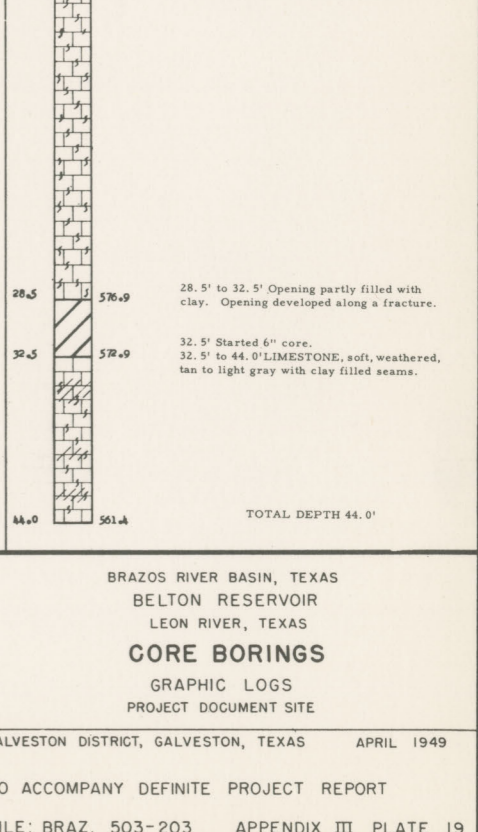 28.5 576.9 28.5' to 32.5' Opening partly filled with
clay. Opening developed along a fracture.
32.5' Started 6" core.
32.5 572.9 32.5' to 44.0' LIMESTONE, soft, weathered,
tan to light gray with clay filled seams.
44.0 561.4 TOTAL DEPTH 44.0'
BRAZOS RIVER BASIN, TEXAS
BELTON RESERVOIR
LEON RIVER, TEXAS
CORE BORINGS
GRAPHIC LOGS
PROJECT DOCUMENT SITE
ALVESTON DISTRICT, GALVESTON, TEXAS APRIL 1949
O ACCOMPANY DEFINITE PROJECT REPORT
ILE: BRAZ. 503-203 APPENDIX III PLATE 19